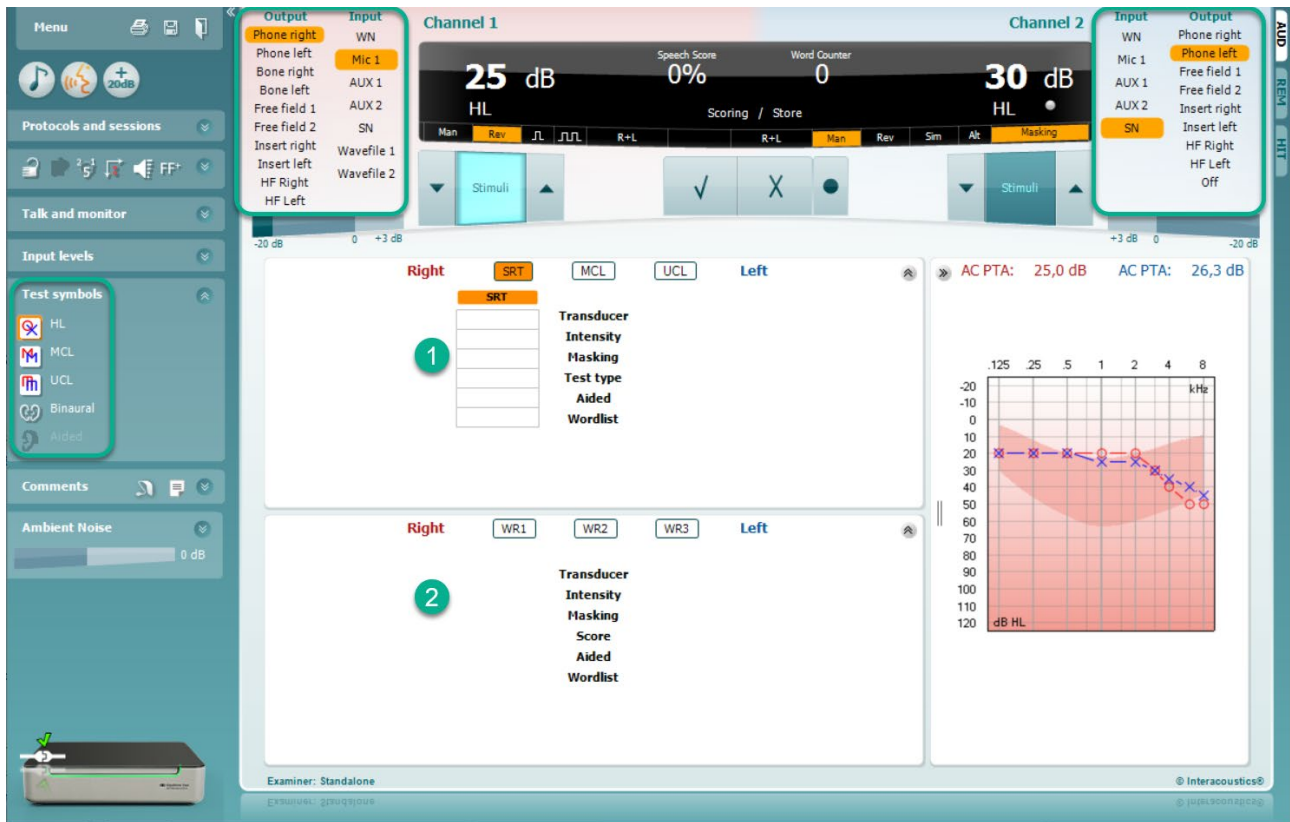 Menu
20dB
Protocols and sessions
FF+
Talk and monitor
Input levels
Test symbols
HL
MCL
UCL
Binaural
Aided
Comments
Ambient Noise
0 dB
Output Input
Phone right WN
Phone left Mic 1
Bone right
Bone left AUX 1
Free field 1 AUX 2
Free field 2 SN
Insert right Wavefile 1
Insert left
HF Right Wavefile 2
HF Left
Channel 1
Channel 2
Speech Score Word Counter
25 dB 0% 0 30 dB
HL Scoring / Store HL
Man Rev R+L R+L Man Rev Sim Alt Masking
Stimuli √ X Stimuli
Input Output
WN Phone right
Mic 1 Phone left
AUX 1 Free field 1
Free field 2
AUX 2 Insert right
SN Insert left
HF Right
HF Left
Off
-20 dB 0 +3 dB
+3 dB 0 -20 dB
Right SRT MCL UCL Left
SRT
1
Transducer
Intensity
Masking
Test type
Aided
Wordlist
Right WR1 WR2 WR3 Left
2
Transducer
Intensity
Masking
Score
Aided
Wordlist
AC PTA: 25,0 dB AC PTA: 26,3 dB
.125 .25 .5 1 2 4 8
kHz
-20
-10
0
10
20
30
40
50
60
70
80
90
100
110
120
dB HL
AUD
REM
HIT
Examiner: Standalone
© Interacoustics®